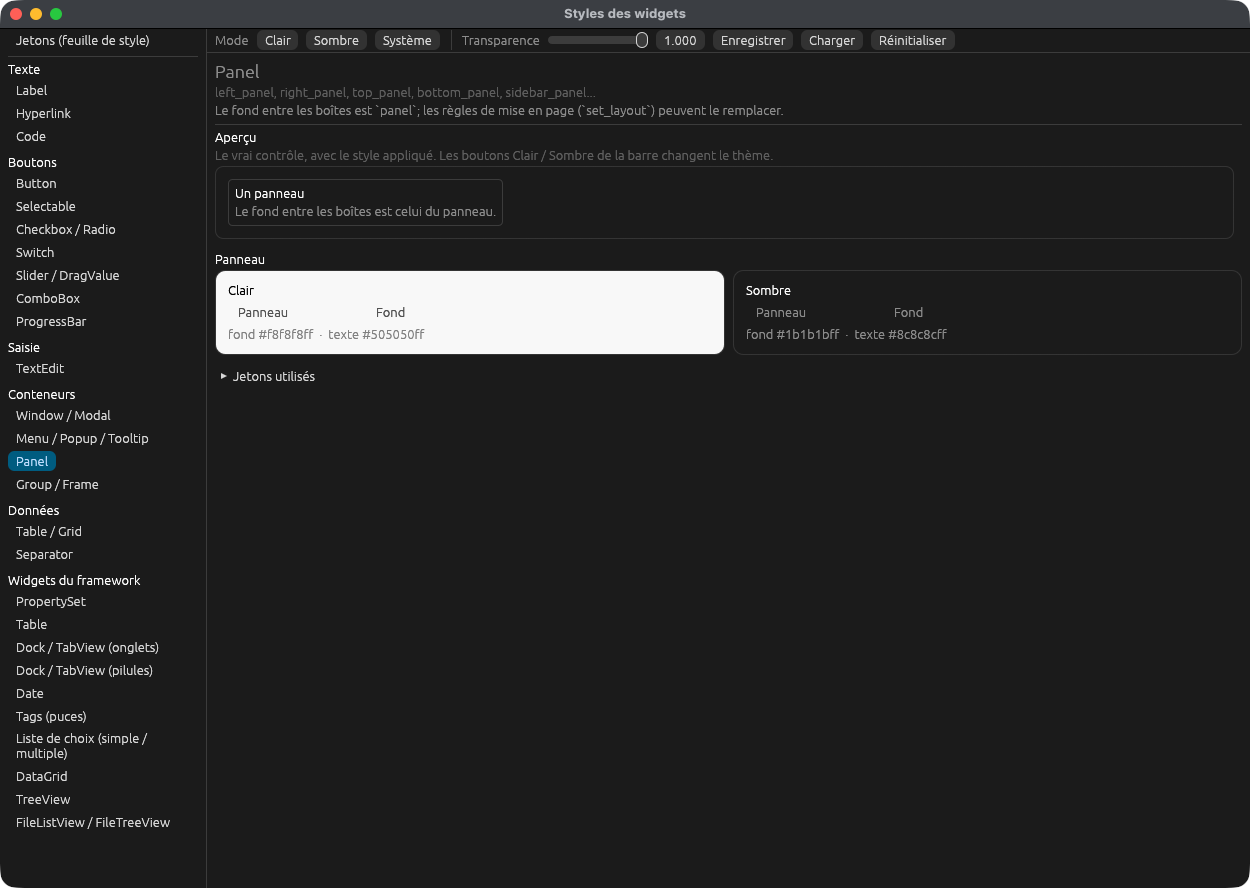 Styles des widgets
Jetons (feuille de style)
Texte
Label
Hyperlink
Code
Boutons
Button
Selectable
Checkbox / Radio
Switch
Slider / DragValue
ComboBox
ProgressBar
Saisie
TextEdit
Conteneurs
Window / Modal
Menu / Popup / Tooltip
Panel
Group / Frame
Données
Table / Grid
Separator
Widgets du framework
PropertySet
Table
Dock / TabView (onglets)
Dock / TabView (pilules)
Date
Tags (puces)
Liste de choix (simple /
multiple)
DataGrid
TreeView
FileListView / FileTreeView
Mode Clair Sombre Système Transparence 1.000 Enregistrer Charger Réinitialiser
Panel
left_panel, right_panel, top_panel, bottom_panel, sidebar_panel…
Le fond entre les boîtes est `panel`; les règles de mise en page (`set_layout`) peuvent le remplacer.
Aperçu
Le vrai contrôle, avec le style appliqué. Les boutons Clair / Sombre de la barre changent le thème.
Un panneau
Le fond entre les boîtes est celui du panneau.
Panneau
Clair
Panneau Fond
fond #f8f8f8ff · texte #505050ff
Sombre
Panneau Fond
fond #1b1b1bff · texte #8c8c8cff
Jetons utilisés